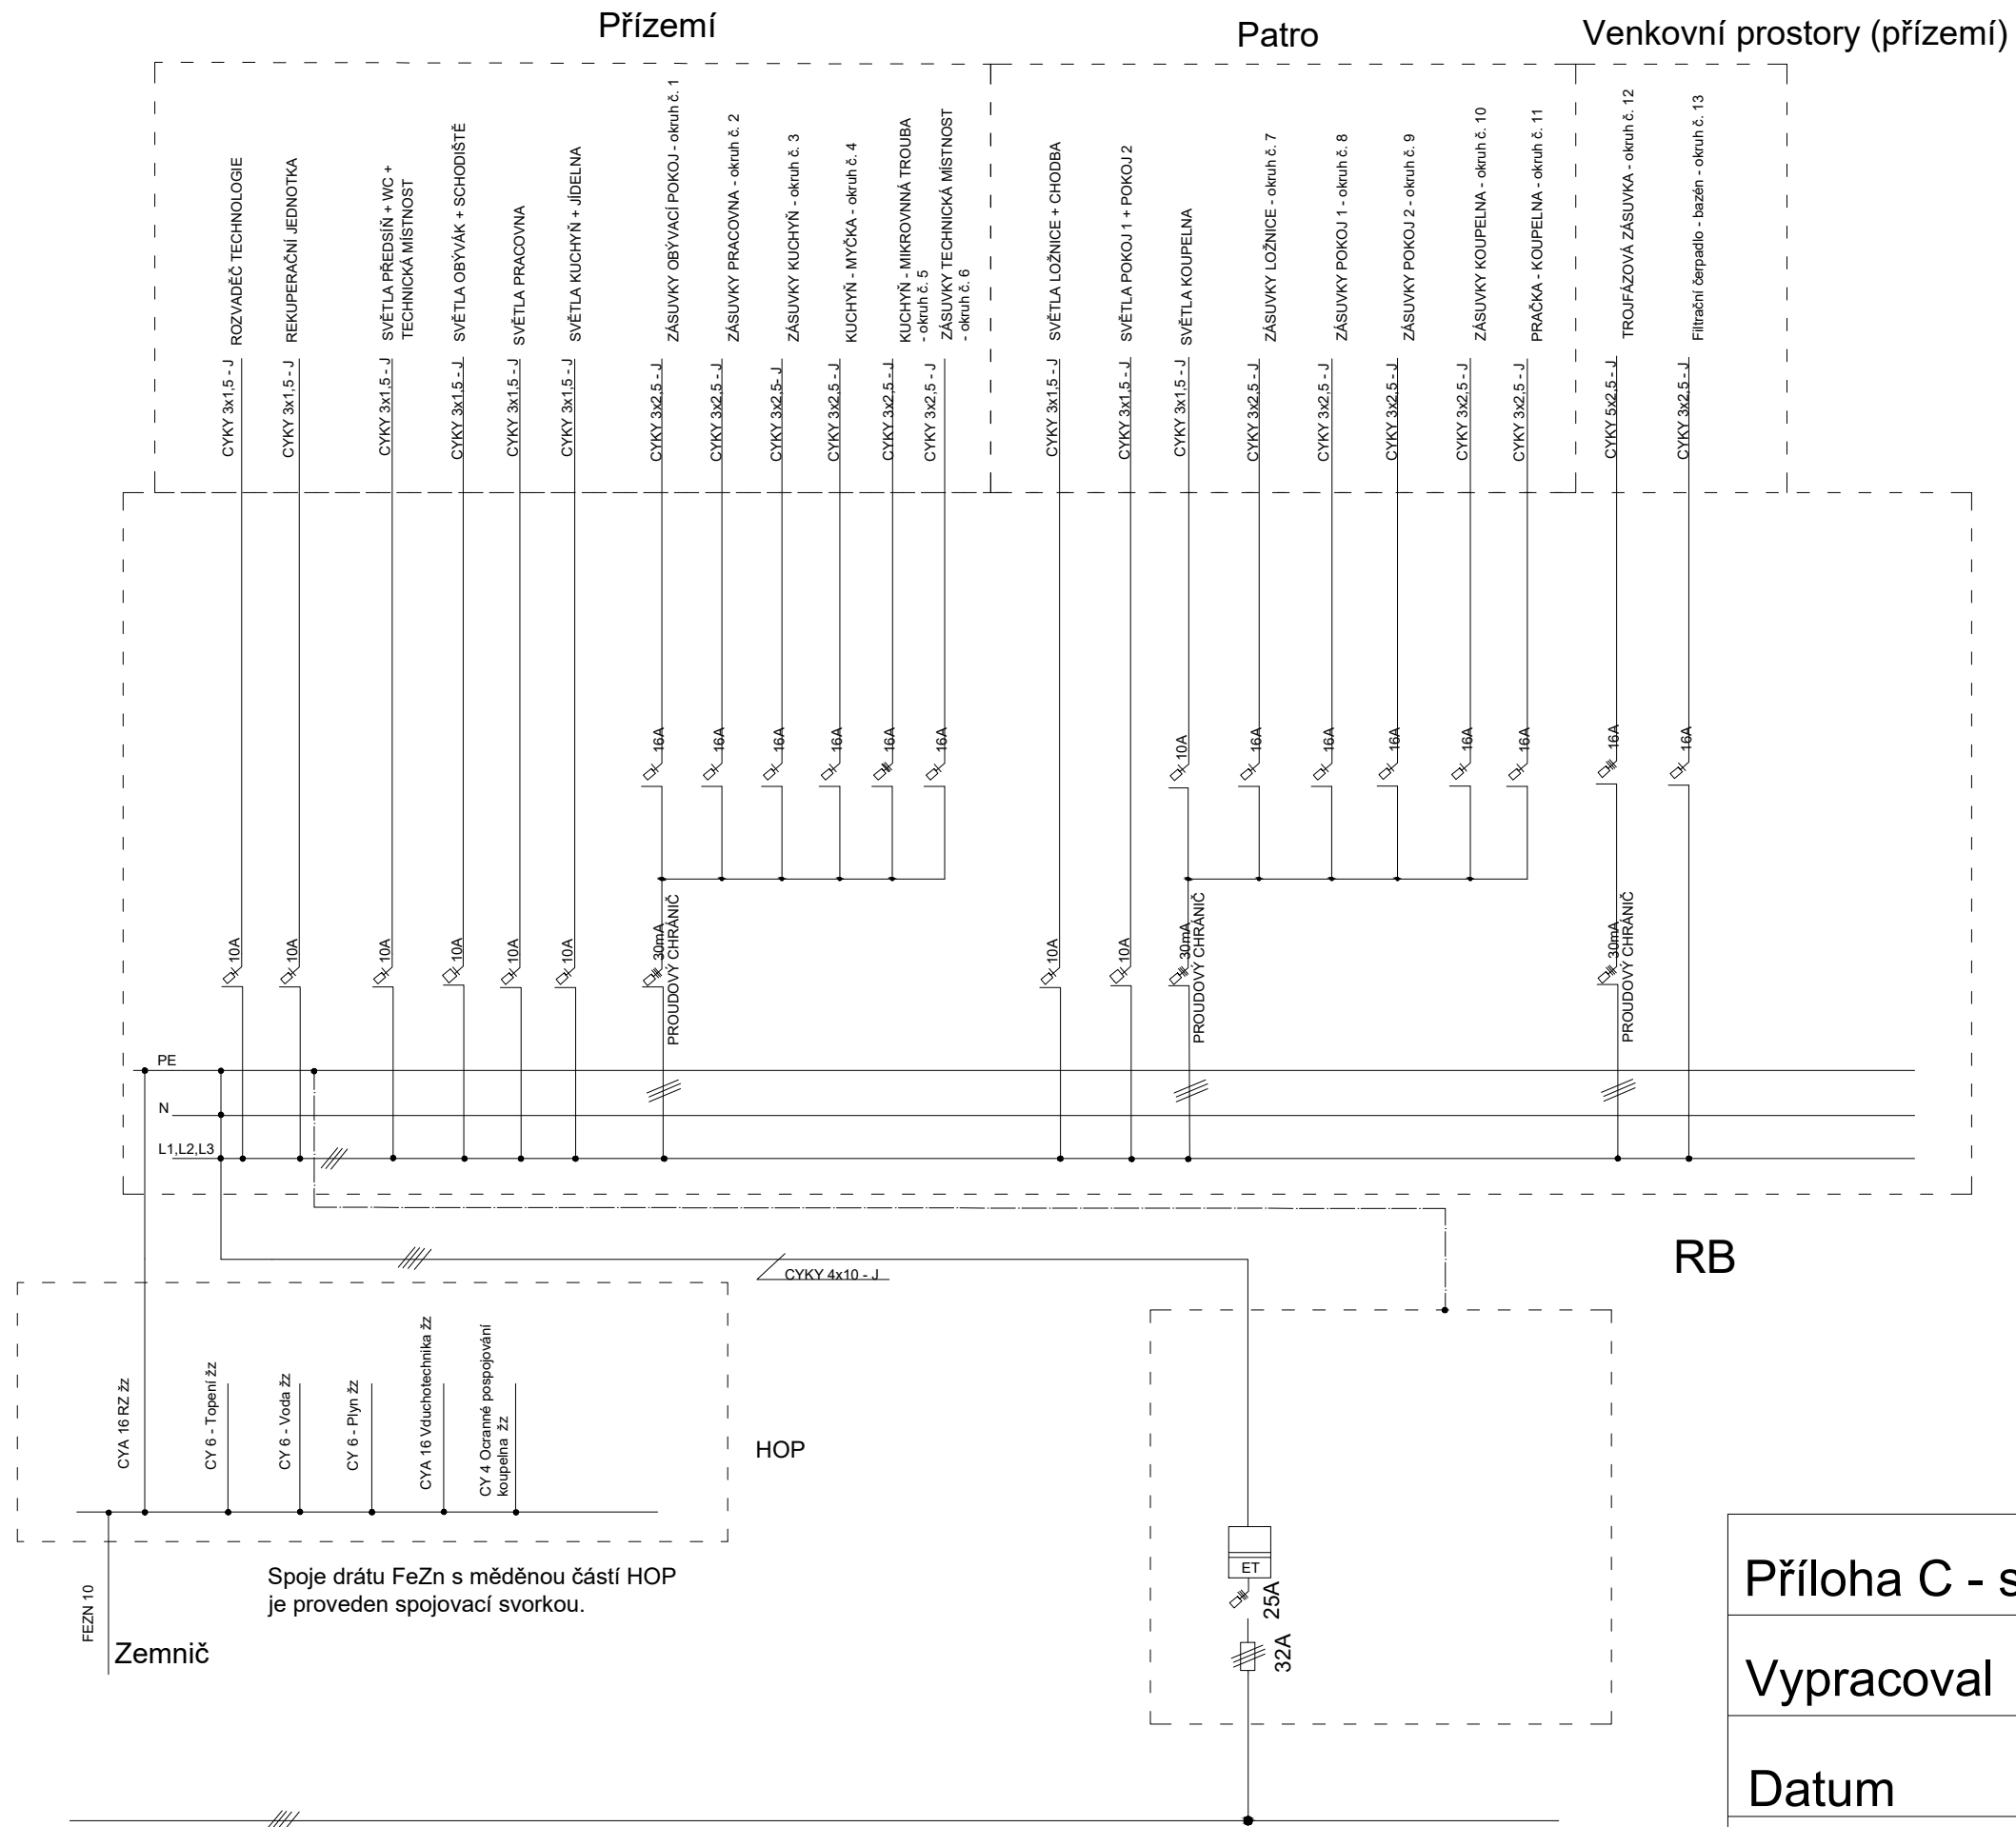 Přízemí
Patro
Venkovní prostory (přízemí)
ROZVADĚČ TECHNOLOGIE
REKUPERAČNÍ JEDNOTKA
SVĚTLA PŘEDSÍŇ + WC +
TECHNICKÁ MÍSTNOST
SVĚTLA OBÝVÁK + SCHODIŠTĚ
SVĚTLA PRACOVNA
SVĚTLA KUCHYŇ + JÍDELNA
ZÁSUVKY OBÝVACÍ POKOJ - okruh č. 1
ZÁSUVKY PRACOVNA - okruh č. 2
ZÁSUVKY KUCHYŇ - okruh č. 3
KUCHYŇ - MYČKA - okruh č. 4
KUCHYŇ - MIKROVNNÁ TROUBA
- okruh č. 5
ZÁSUVKY TECHNICKÁ MÍSTNOST
- okruh č. 6
SVĚTLA LOŽNICE + CHODBA
SVĚTLA POKOJ 1 + POKOJ 2
SVĚTLA KOUPELNA
ZÁSUVKY LOŽNICE - okruh č. 7
ZÁSUVKY POKOJ 1 - okruh č. 8
ZÁSUVKY POKOJ 2 - okruh č. 9
ZÁSUVKY KOUPELNA - okruh č. 10
PRAČKA - KOUPELNA - okruh č. 11
TROJFÁZOVÁ ZÁSUVKA - okruh č. 12
Filtrační čerpadlo - bazén - okruh č. 13
CYKY 3x1,5 - J
CYKY 3x1,5 - J
CYKY 3x1,5 - J
CYKY 3x1,5 - J
CYKY 3x1,5 - J
CYKY 3x1,5 - J
CYKY 3x2,5 - J
CYKY 3x2,5 - J
CYKY 3x2,5- J
CYKY 3x2,5 - J
CYKY 3x2,5 - J
CYKY 3x2,5 - J
CYKY 3x1,5 - J
CYKY 3x1,5 - J
CYKY 3x1,5 - J
CYKY 3x2,5 - J
CYKY 3x2,5 - J
CYKY 3x2,5 - J
CYKY 3x2,5 - J
CYKY 3x2,5 - J
CYKY 5x2,5 - J
CYKY 3x2,5 - J
16A
16A
16A
16A
16A
16A
10A
16A
16A
16A
16A
16A
16A
16A
10A
10A
10A
10A
10A
10A
30mA
PROUDOVÝ CHRÁNIČ
10A
10A
30mA
PROUDOVÝ CHRÁNIČ
30mA
PROUDOVÝ CHRÁNIČ
PE
N
L1,L2,L3
RB
CYKY 4x10 - J
CYA 16 RZ žz
CY 6 - Topení žz
CY 6 - Voda žz
CY 6 - Plyn žz
CYA 16 Vduchotechnika žz
CY 4 Ocranné pospojování
koupelna žz
HOP
ET
25A
32A
Spoje drátu FeZn s měděnou částí HOP
je proveden spojovací svorkou.
FEZN 10
Zemnič
Příloha C - s
Vypracoval
Datum